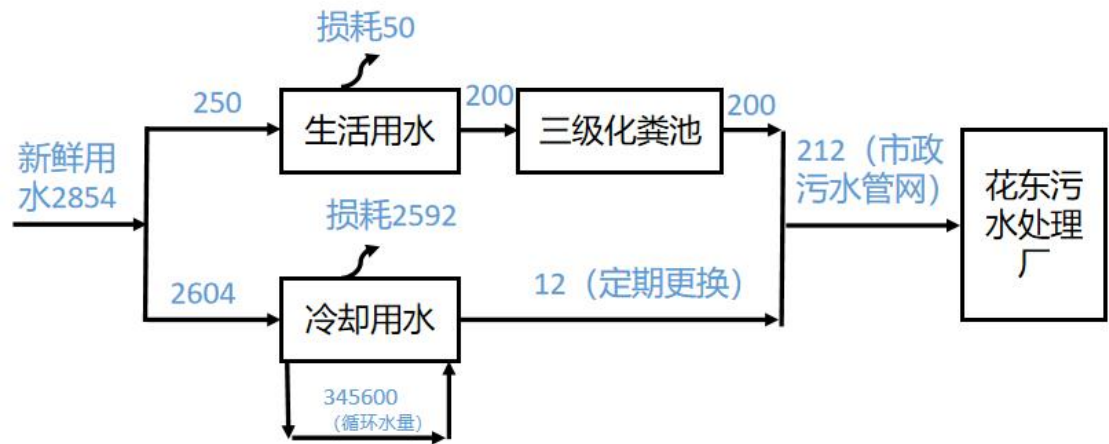 损耗50
250
生活用水
200
三级化粪池
200
新鲜用
水2854
212（市政
污水管网）
花东污
水处理
厂
损耗2592
2604
冷却用水
12（定期更换）
345600
（循环水量）